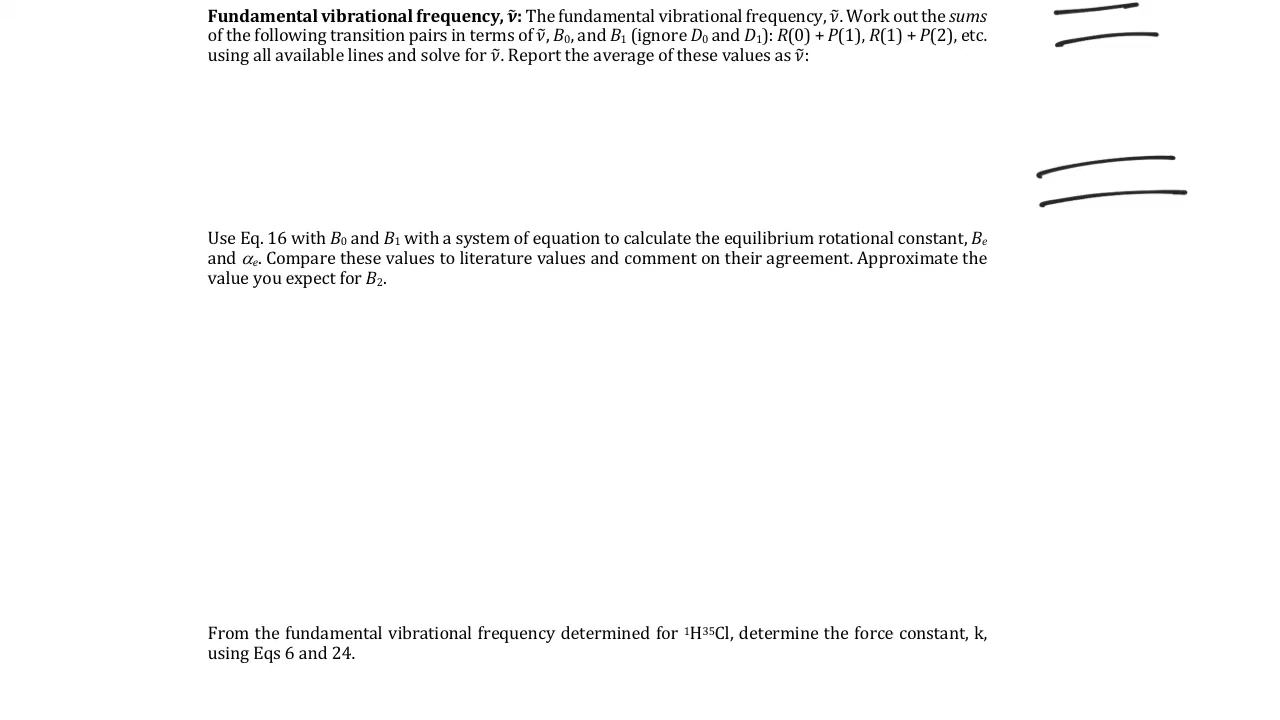 Fundamental vibrational frequency, ν̃: The fundamental vibrational frequency, ν̃. Work out the sums
of the following transition pairs in terms of ν̃, B₀, and B₁ (ignore D₀ and D₁): R(0) + P(1), R(1) + P(2), etc.
using all available lines and solve for ν̃. Report the average of these values as ν̃:
Use Eq. 16 with B₀ and B₁ with a system of equation to calculate the equilibrium rotational constant, Bₑ
and αₑ. Compare these values to literature values and comment on their agreement. Approximate the
value you expect for B₂.
From the fundamental vibrational frequency determined for ¹H³⁵Cl, determine the force constant, k,
using Eqs 6 and 24.